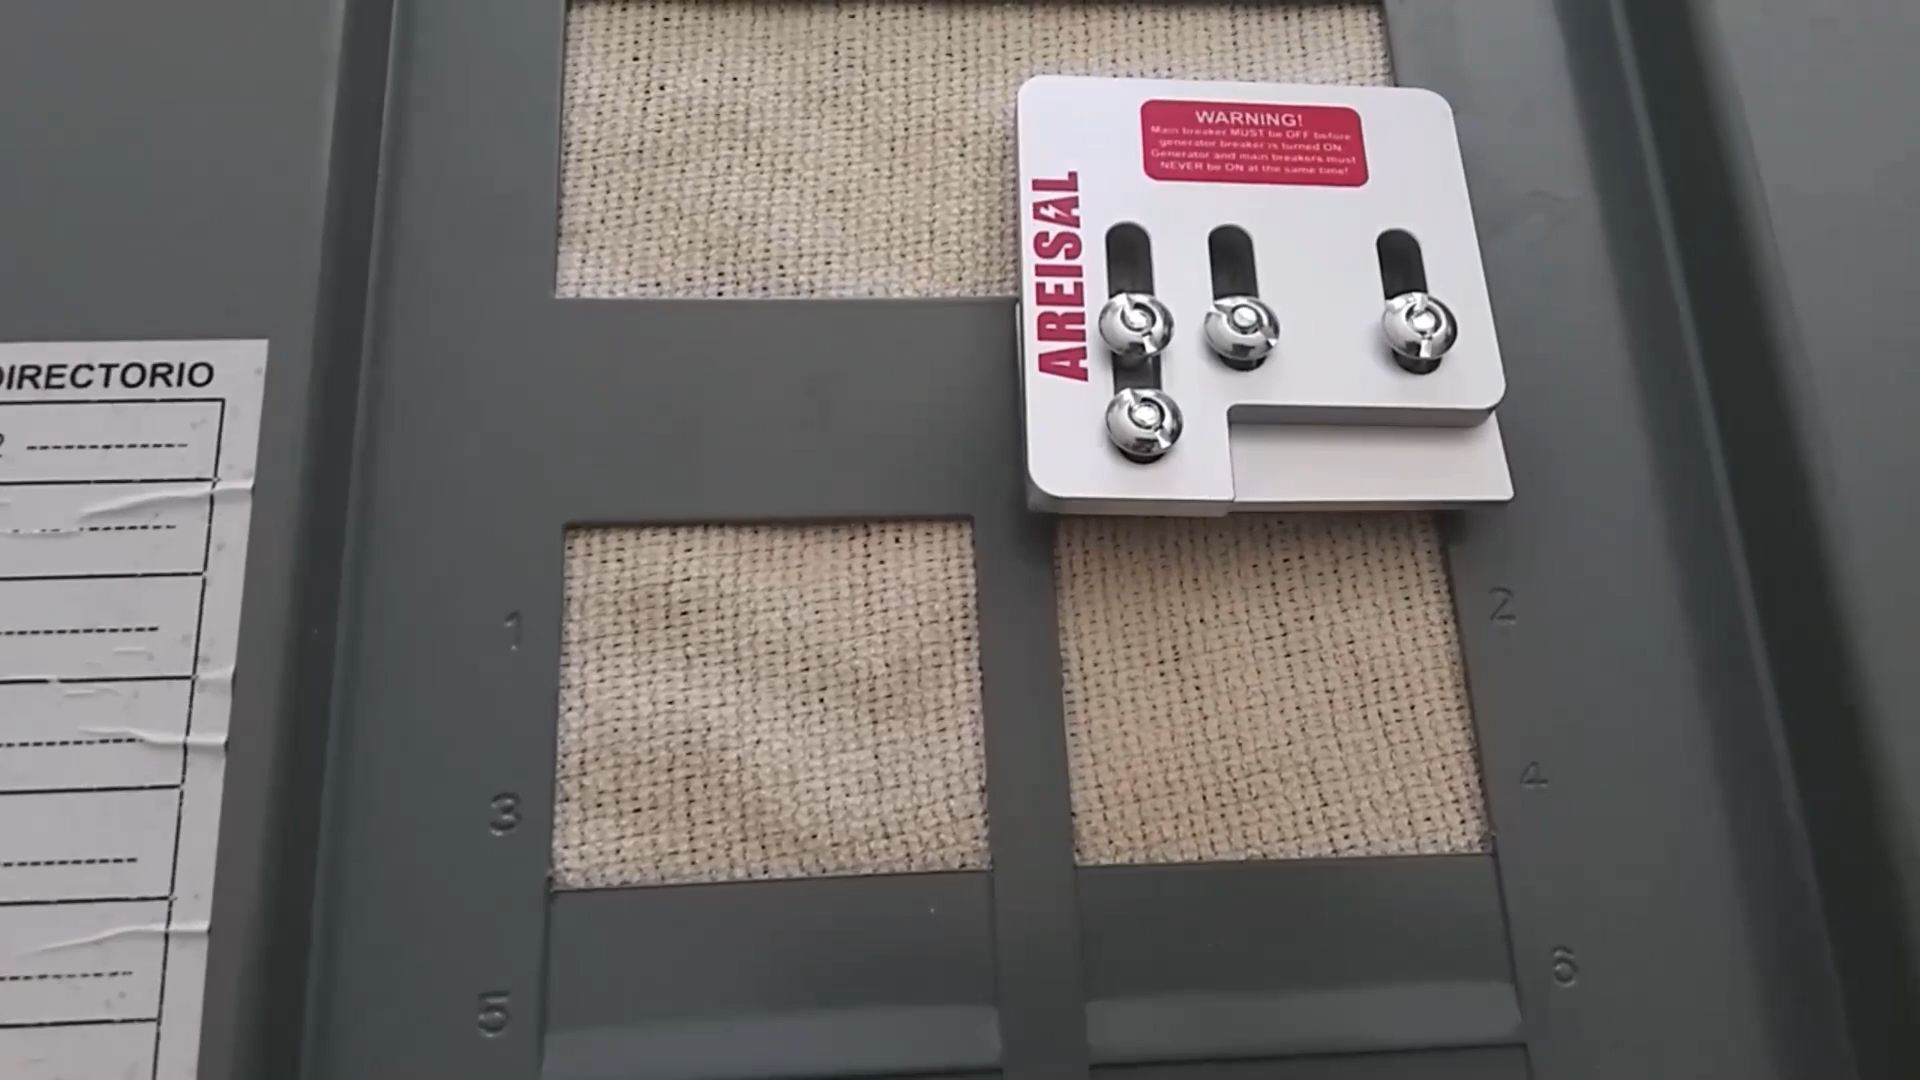 WARNING!
Main breaker MUST be OFF before
generator breaker is turned ON
Generator and main breakers must
NEVER be ON at the same time!
AREISAL
DIRECTORIO
2
1
2
3
4
5
6